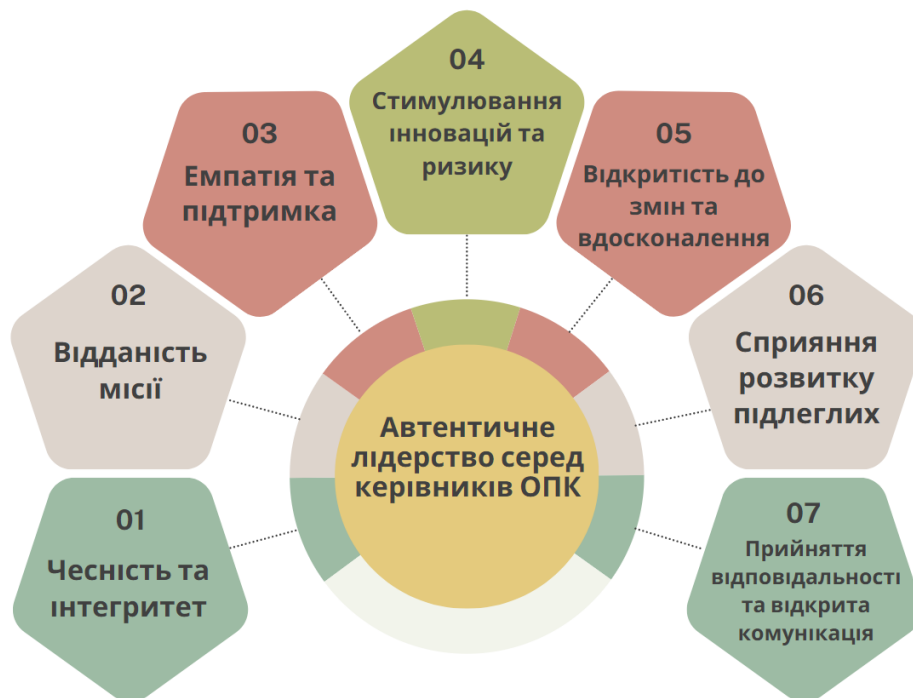 04
Стимулювання
інновацій та
ризику
03
Емпатія та
підтримка
05
Відкритість до
змін та
вдосконалення
02
Відданість
місії
06
Сприяння
розвитку
підлеглих
Автентичне
лідерство серед
керівників ОПК
01
Чесність та
інтегритет
07
Прийняття
відповідальності
та відкрита
комунікація